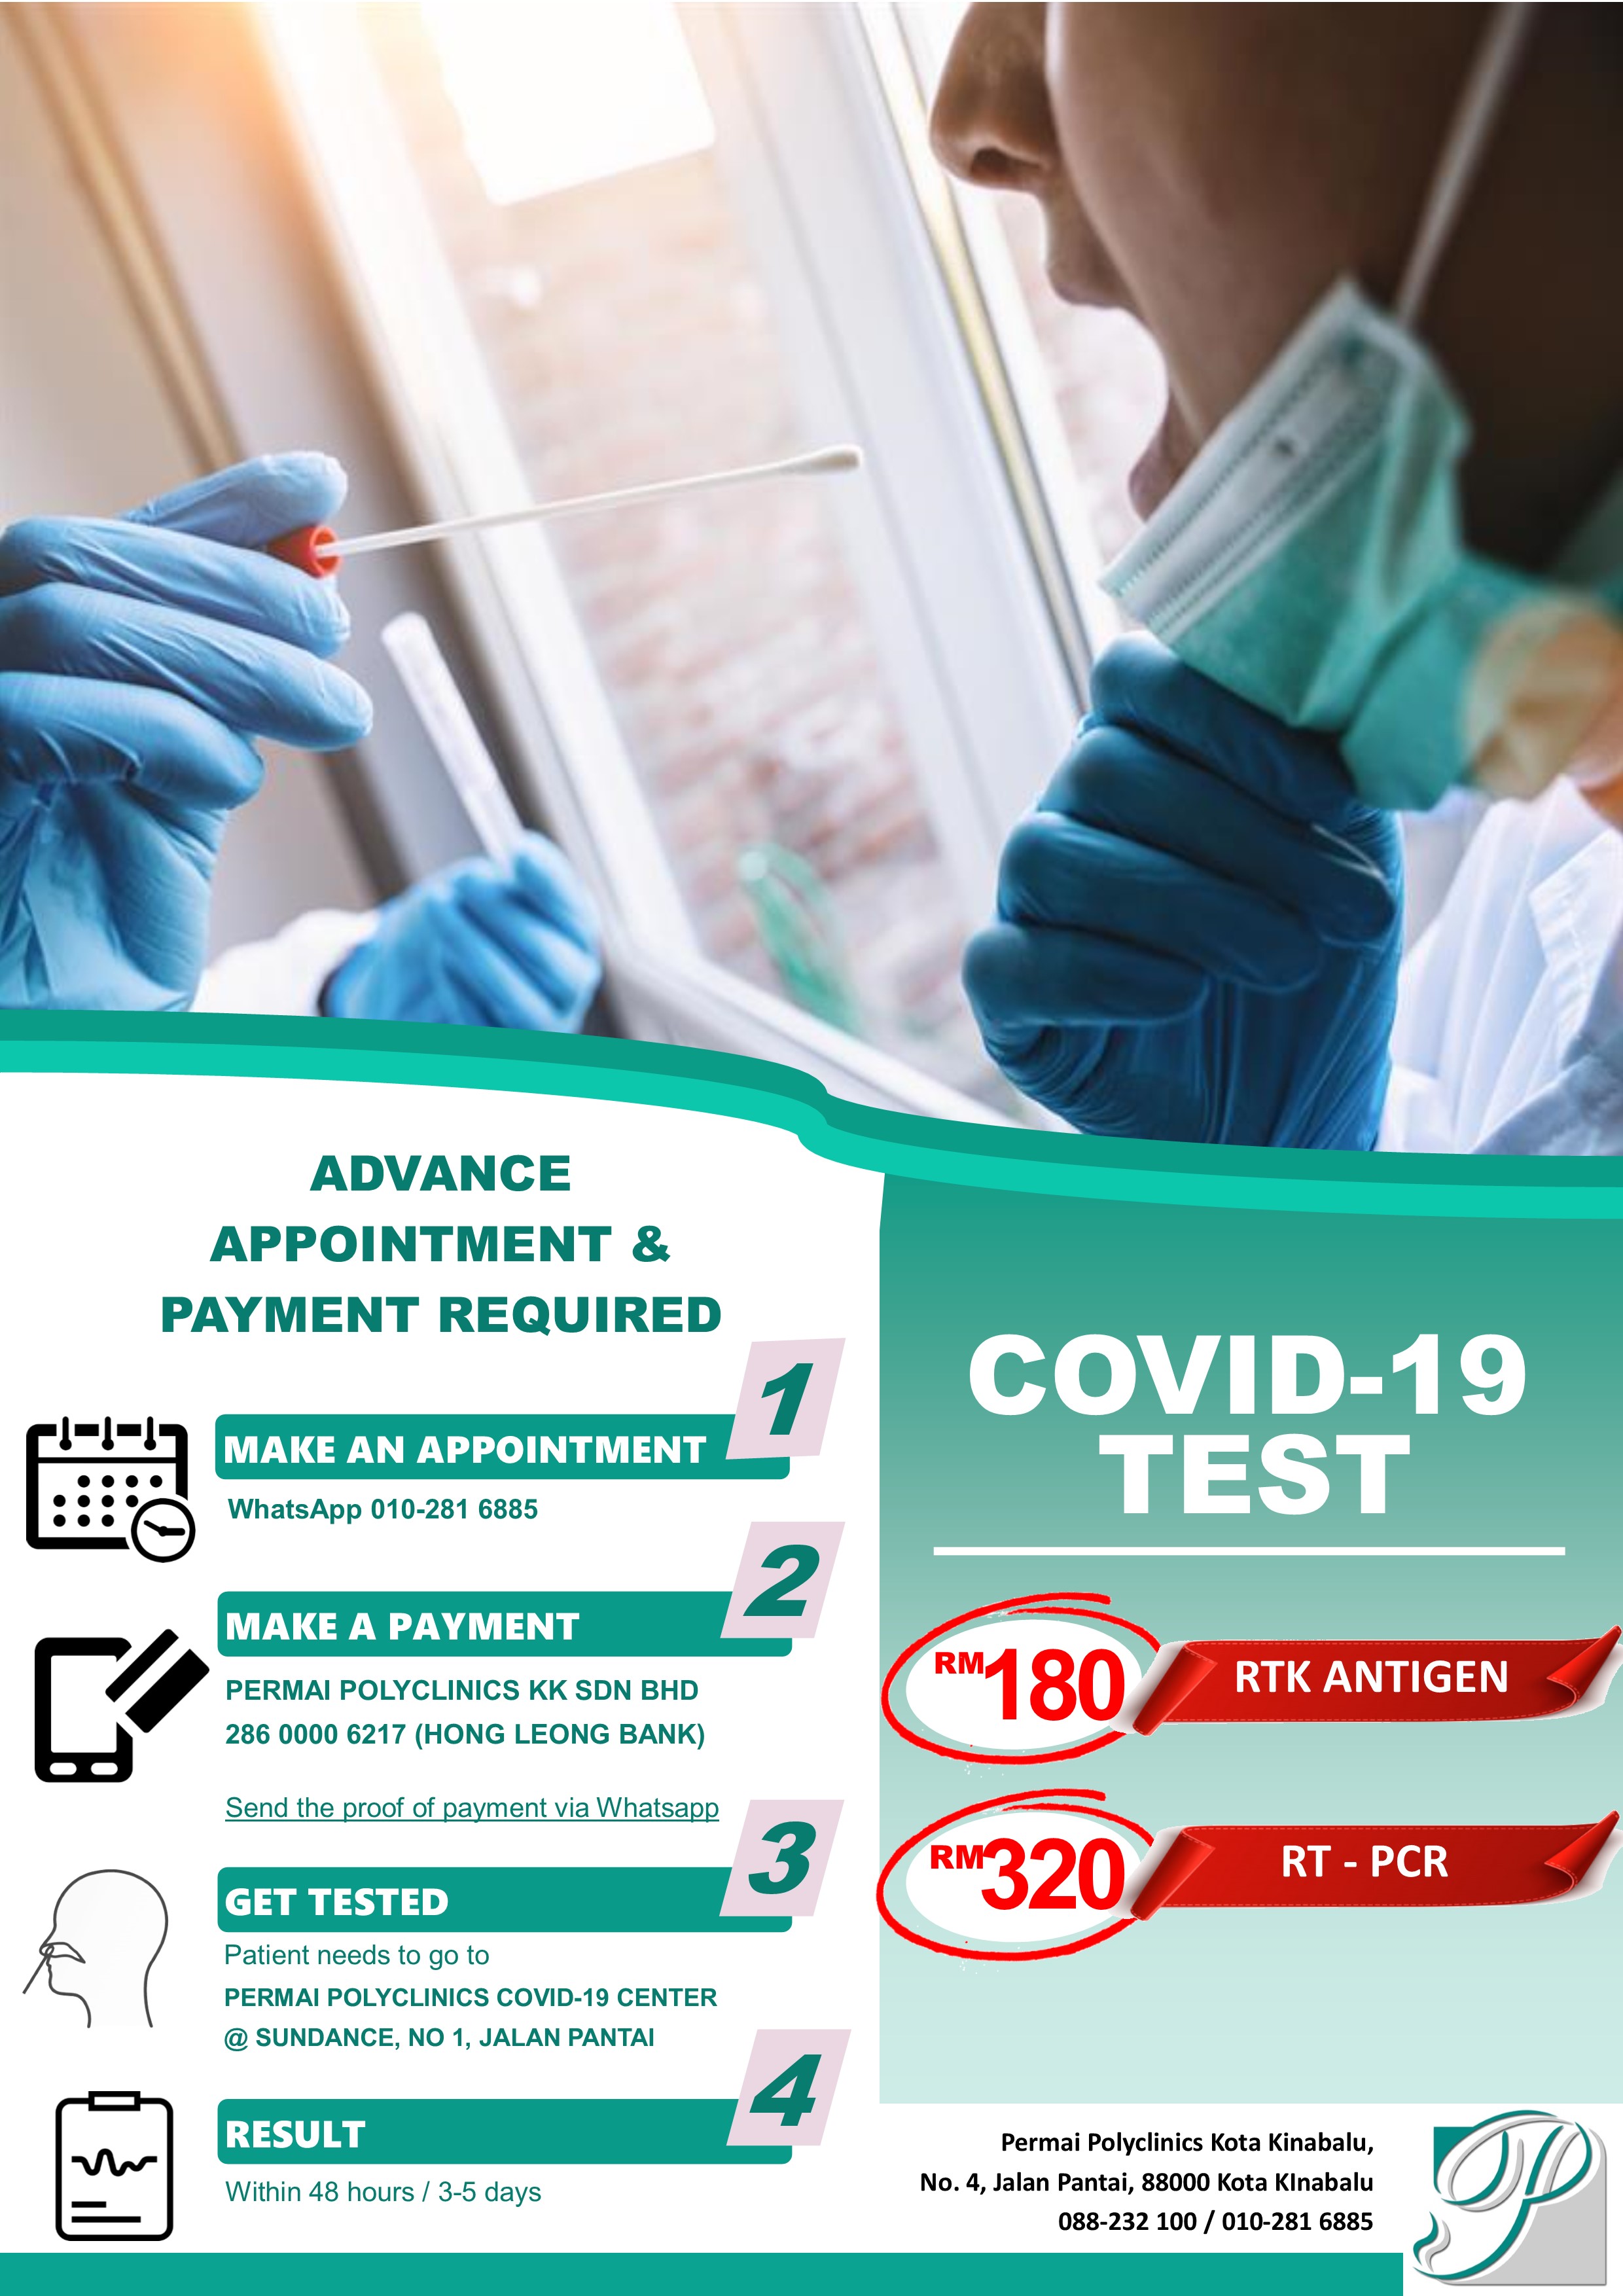 ADVANCE
APPOINTMENT &
PAYMENT REQUIRED
1
MAKE AN APPOINTMENT
WhatsApp 010-281 6885
2
MAKE A PAYMENT
PERMAI POLYCLINICS KK SDN BHD
286 0000 6217 (HONG LEONG BANK)
Send the proof of payment via Whatsapp
3
GET TESTED
Patient needs to go to
PERMAI POLYCLINICS COVID-19 CENTER
@ SUNDANCE, NO 1, JALAN PANTAI
4
RESULT
Within 48 hours / 3-5 days
COVID-19
TEST
RM180 RTK ANTIGEN
RM320 RT - PCR
Permai Polyclinics Kota Kinabalu,
No. 4, Jalan Pantai, 88000 Kota KInabalu
088-232 100 / 010-281 6885
P